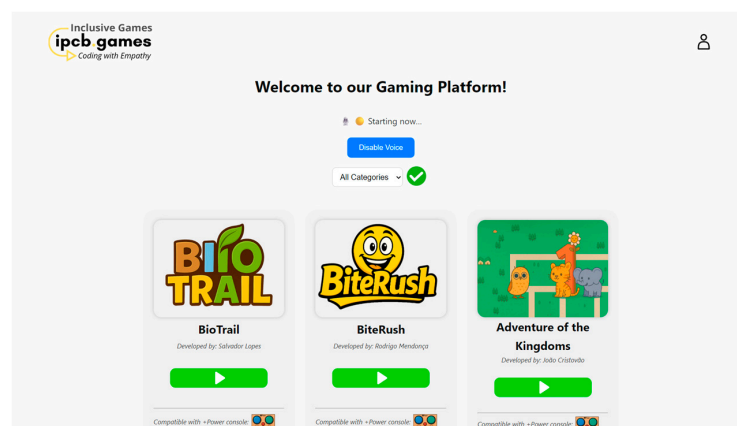 Inclusive Games
ipcb.games
Coding with Empathy
Welcome to our Gaming Platform!
Starting now...
Disable Voice
All Categories
BIO
TRAIL
BiteRush
1
BioTrail
BiteRush
Adventure of the
Kingdoms
Developed by: Salvador Lopes
Developed by: Rodrigo Mendonça
Developed by: João Cristovão
Compatible with +Power console:
Compatible with +Power console:
Compatible with +Power console: